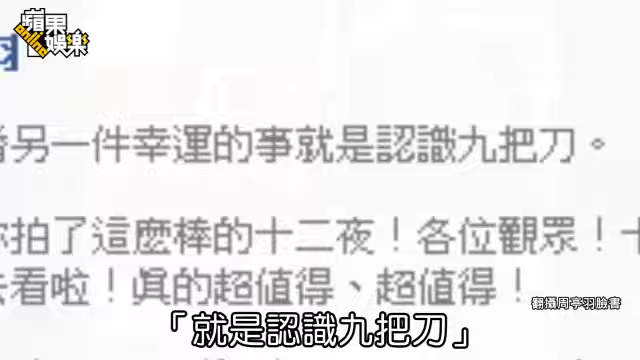 蘋果
online
娛樂
另一件幸運的事就是認識九把刀。
拍了這麼棒的十二夜！各位觀眾！十
去看啦！真的超值得、超值得！
翻攝周亭羽臉書
「就是認識九把刀」